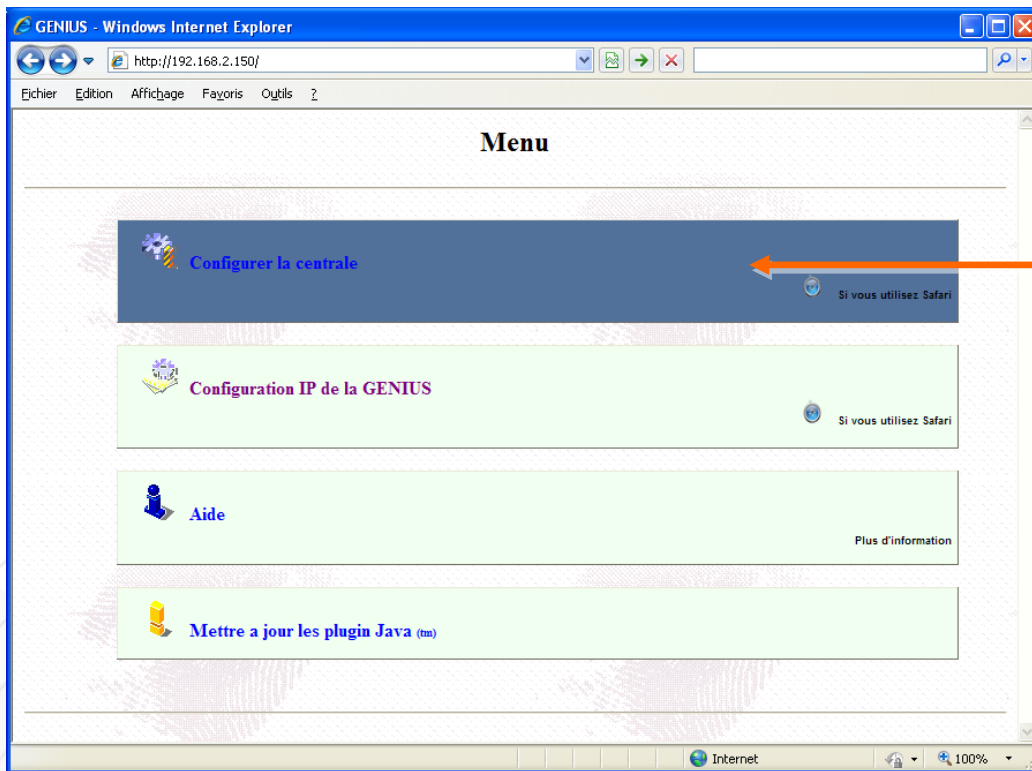 GENIUS - Windows Internet Explorer
http://192.168.2.150/
Fichier Edition Affichage Favoris Outils ?
Menu
Configurer la centrale
Si vous utilisez Safari
Configuration IP de la GENIUS
Si vous utilisez Safari
Aide
Plus d'information
Mettre a jour les plugin Java (tm)
Internet
100%